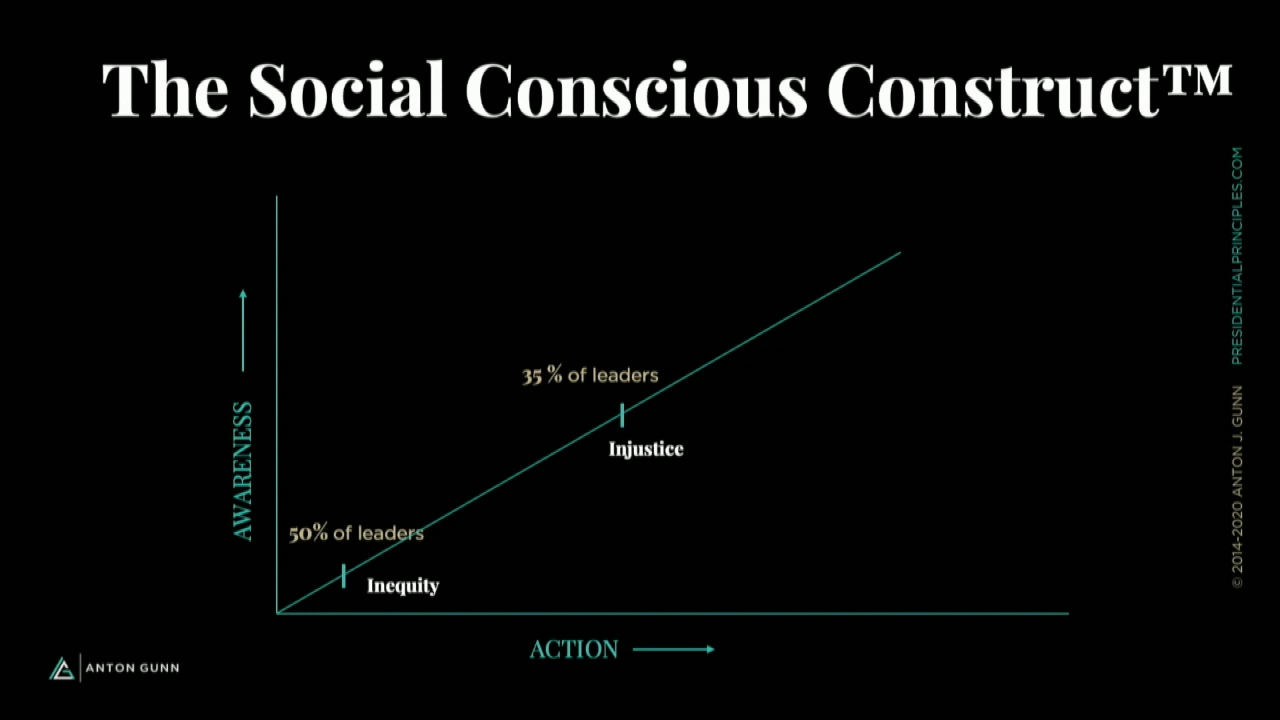 The Social Conscious Construct™
PRESIDENTIALPRINCIPLES.COM
© 2014-2020 ANTON J. GUNN
AWARENESS
35 % of leaders
Injustice
50% of leaders
Inequity
ACTION
ANTON GUNN